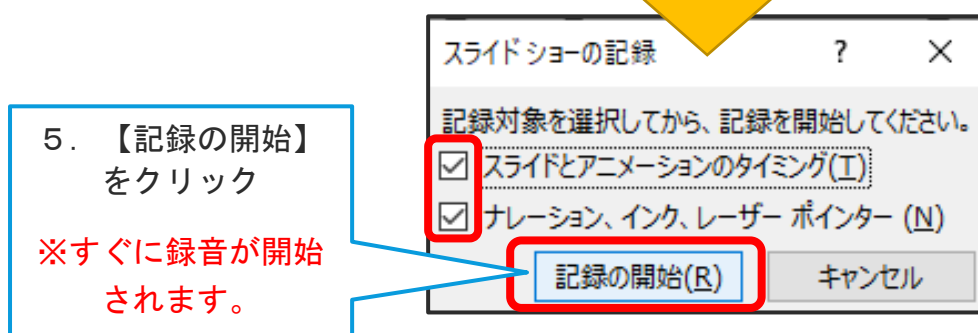 ５．【記録の開始】
をクリック
※すぐに録音が開始
されます。
スライド ショーの記録 ? ×
記録対象を選択してから、記録を開始してください。
スライドとアニメーションのタイミング(T)
ナレーション、インク、レーザー ポインター (N)
記録の開始(R) キャンセル